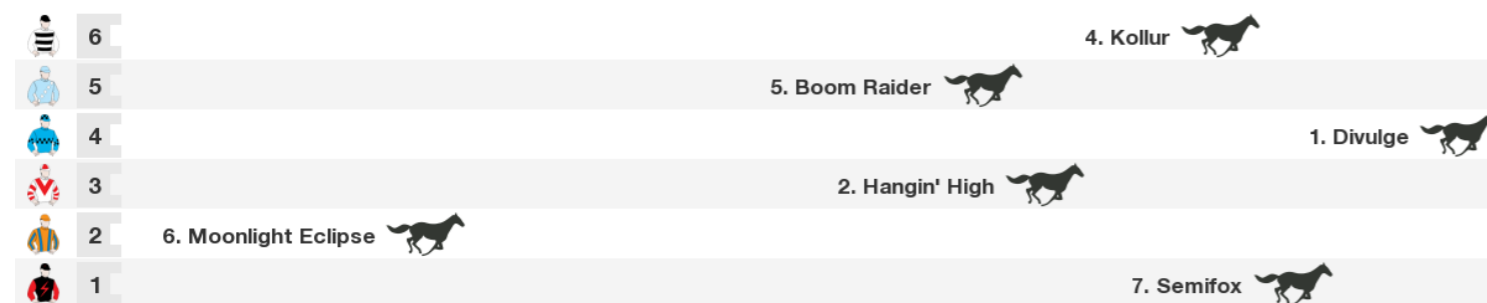 6 4. Kollur
5 5. Boom Raider
4 1. Divulge
3 2. Hangin' High
2 6. Moonlight Eclipse
1 7. Semifox